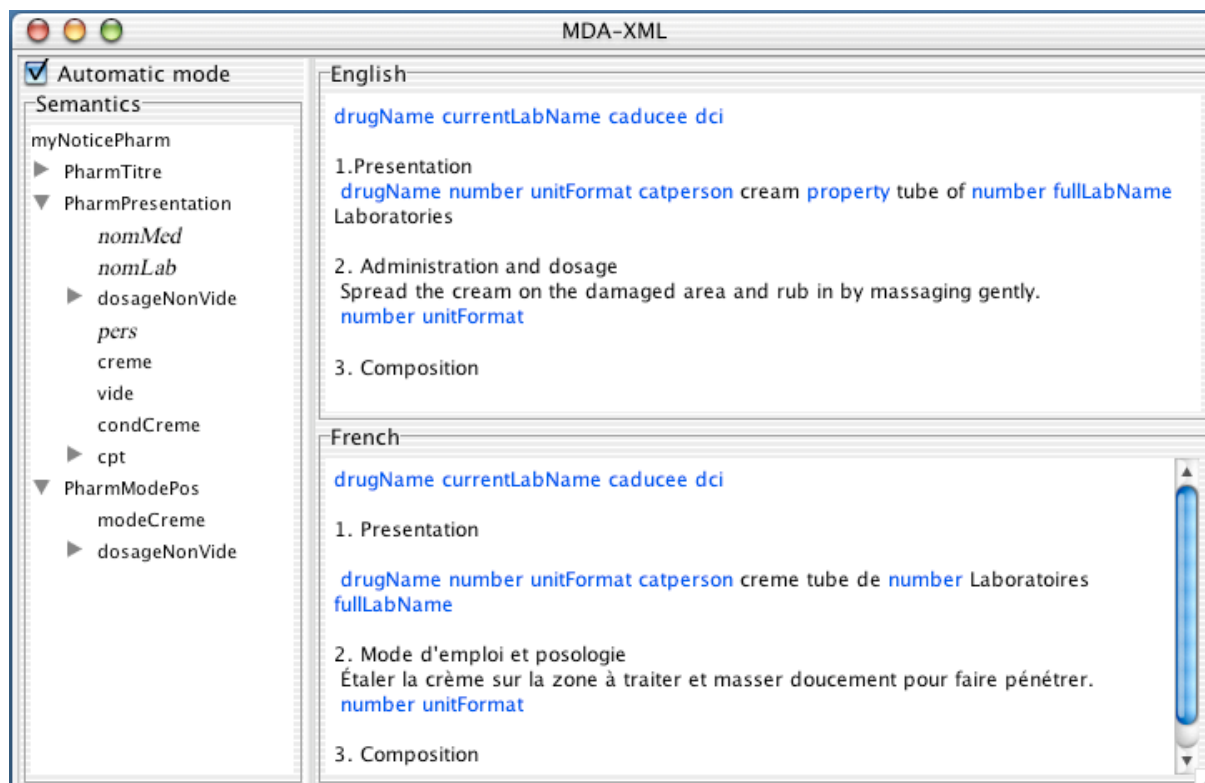 MDA-XML
Automatic mode
Semantics
myNoticePharm
PharmTitre
PharmPresentation
nomMed
nomLab
dosageNonVide
pers
creme
vide
condCreme
cpt
PharmModePos
modeCreme
dosageNonVide
English
drugName currentLabName caducee dci
1.Presentation
drugName number unitFormat catperson cream property tube of number fullLabName
Laboratories
2. Administration and dosage
Spread the cream on the damaged area and rub in by massaging gently.
number unitFormat
3. Composition
French
drugName currentLabName caducee dci
1. Presentation
drugName number unitFormat catperson creme tube de number Laboratoires
fullLabName
2. Mode d'emploi et posologie
Étaler la crème sur la zone à traiter et masser doucement pour faire pénétrer.
number unitFormat
3. Composition